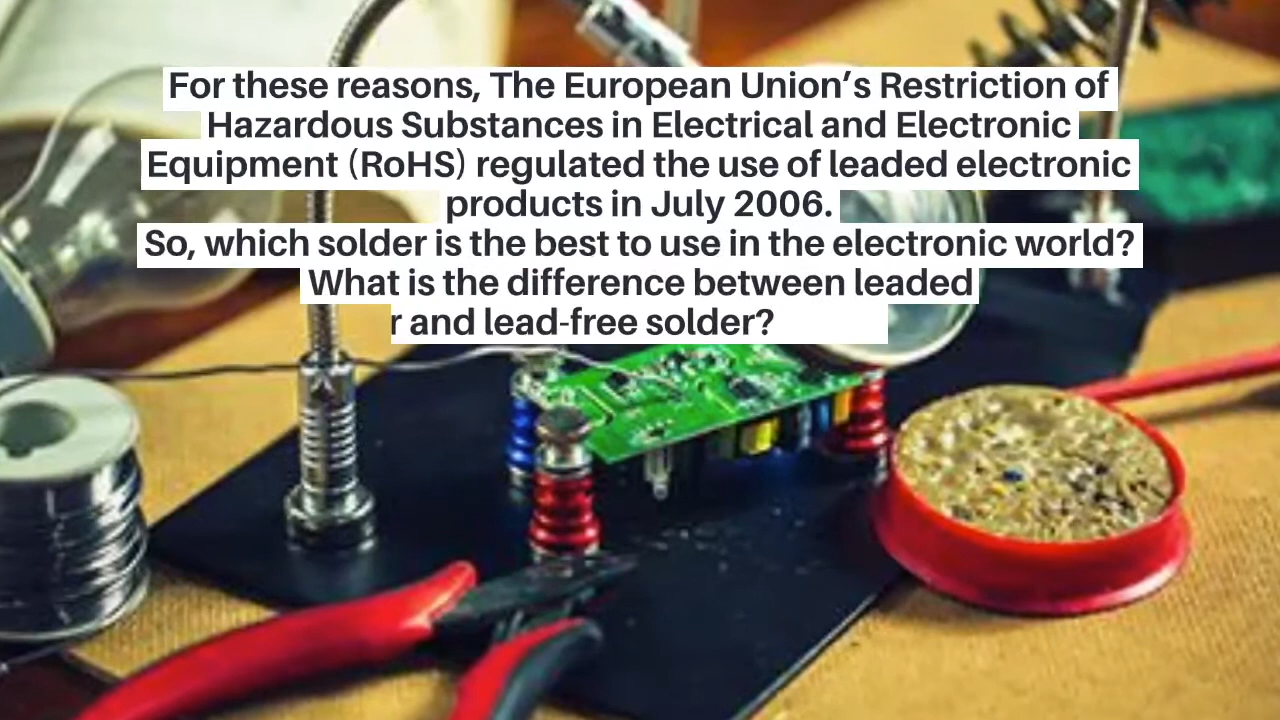 For these reasons, The European Union’s Restriction of
Hazardous Substances in Electrical and Electronic
Equipment (RoHS) regulated the use of leaded electronic
products in July 2006.
So, which solder is the best to use in the electronic world?
What is the difference between leaded
r and lead-free solder?